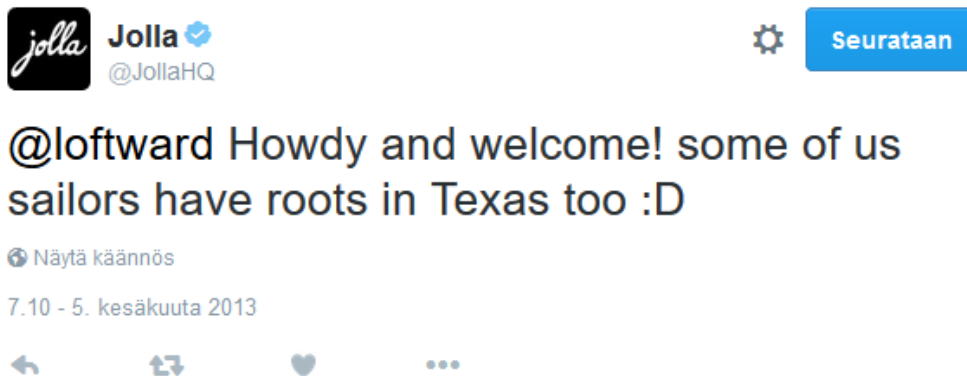 jolla
Jolla
@JollaHQ
Seurataan
@loftward Howdy and welcome! some of us
sailors have roots in Texas too :D
Näytä käännös
7.10 - 5. kesäkuuta 2013